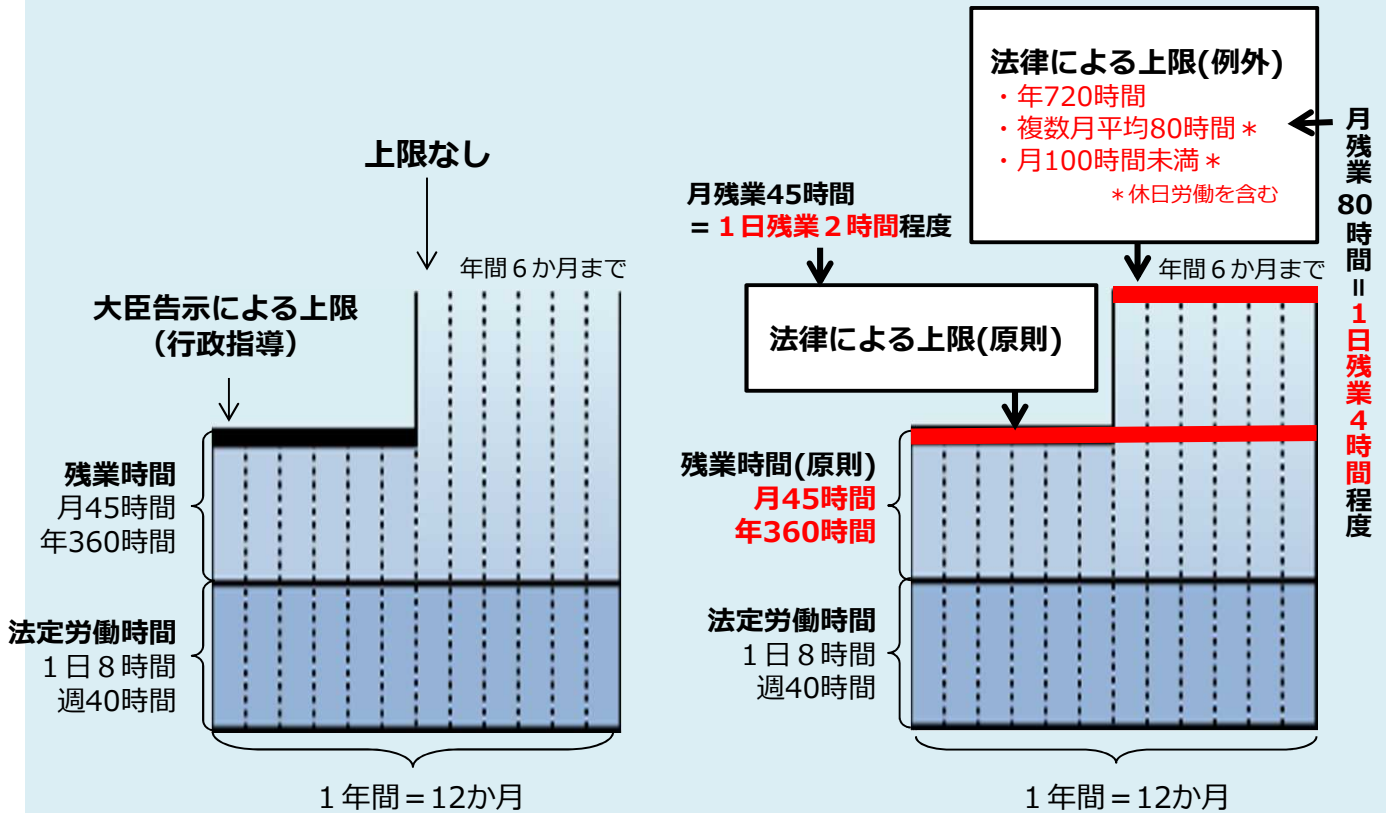 上限なし
年間６か月まで
大臣告示による上限
（行政指導）
残業時間
月45時間
年360時間
法定労働時間
１日８時間
週40時間
１年間＝12か月
法律による上限(例外)
・年720時間
・複数月平均80時間＊
・月100時間未満＊
＊休日労働を含む
月残業80時間＝１日残業４時間程度
月残業45時間
＝１日残業２時間程度
年間６か月まで
法律による上限(原則)
残業時間(原則)
月45時間
年360時間
法定労働時間
１日８時間
週40時間
１年間＝12か月